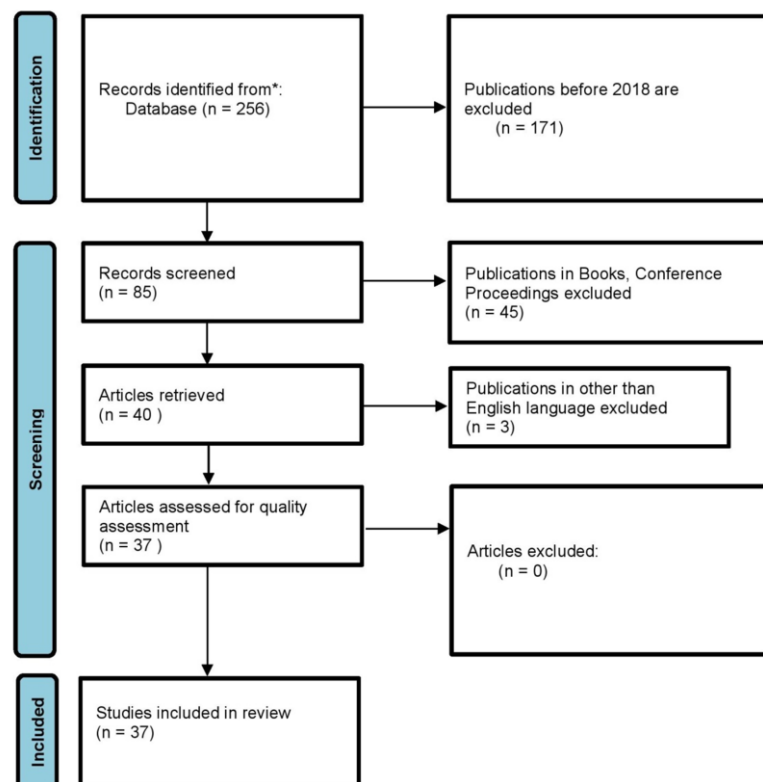 Identification
Records identified from*:
Database (n = 256)
Publications before 2018 are
excluded
(n = 171)
Screening
Records screened
(n = 85)
Publications in Books, Conference
Proceedings excluded
(n = 45)
Articles retrieved
(n = 40 )
Publications in other than
English language excluded
(n = 3)
Articles assessed for quality
assessment
(n = 37 )
Articles excluded:
(n = 0)
Included
Studies included in review
(n = 37)